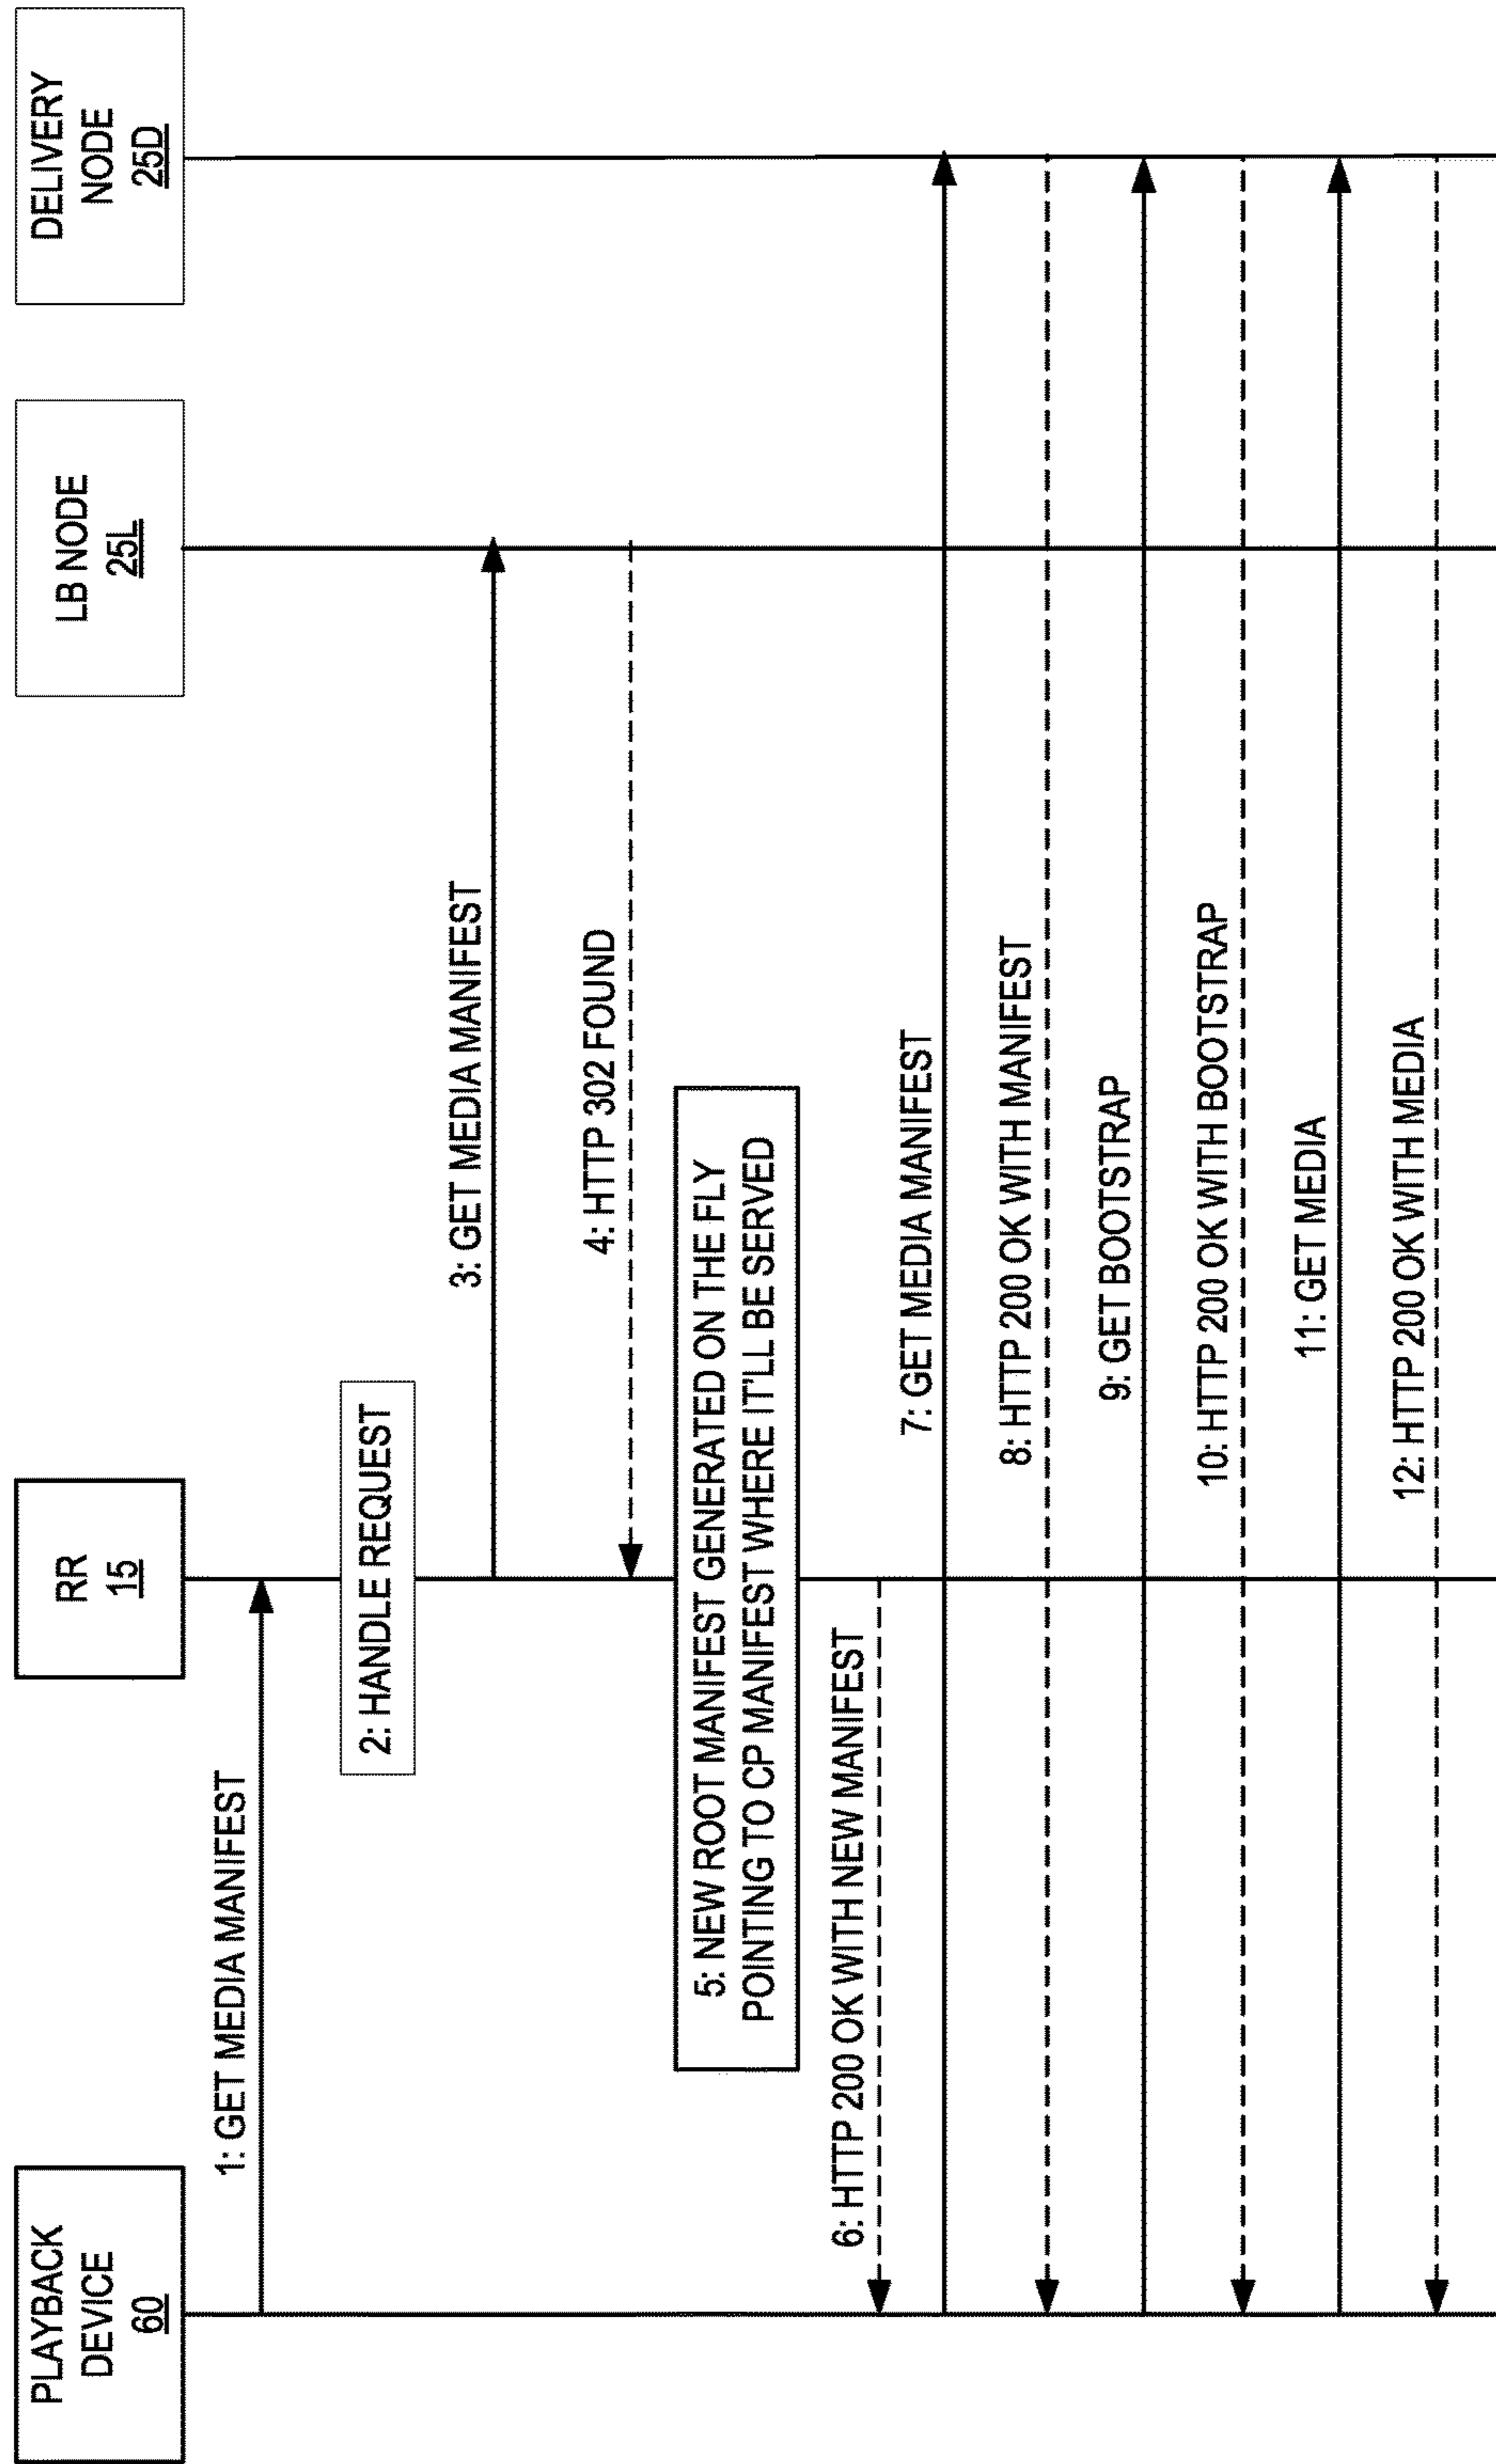 PLAYBACK
DEVICE
60
RR
15
LB NODE
25L
DELIVERY
NODE
25D
1: GET MEDIA MANIFEST
2: HANDLE REQUEST
3: GET MEDIA MANIFEST
4: HTTP 302 FOUND
5: NEW ROOT MANIFEST GENERATED ON THE FLY
POINTING TO CP MANIFEST WHERE IT'LL BE SERVED
6: HTTP 200 OK WITH NEW MANIFEST
7: GET MEDIA MANIFEST
8: HTTP 200 OK WITH MANIFEST
9: GET BOOTSTRAP
10: HTTP 200 OK WITH BOOTSTRAP
11: GET MEDIA
12: HTTP 200 OK WITH MEDIA